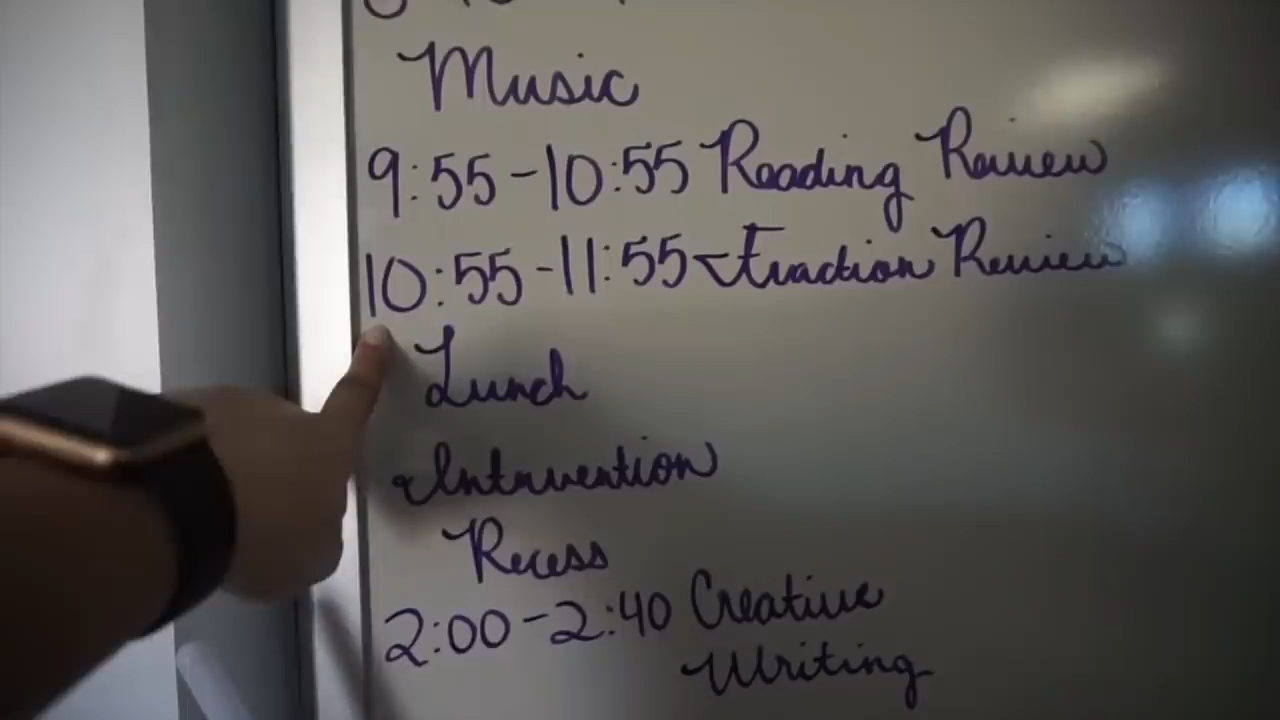 Music
9:55-10:55 Reading Review
10:55-11:55 Fraction Review
Lunch
Intervention
Recess
2:00-2:40 Creative
Writing